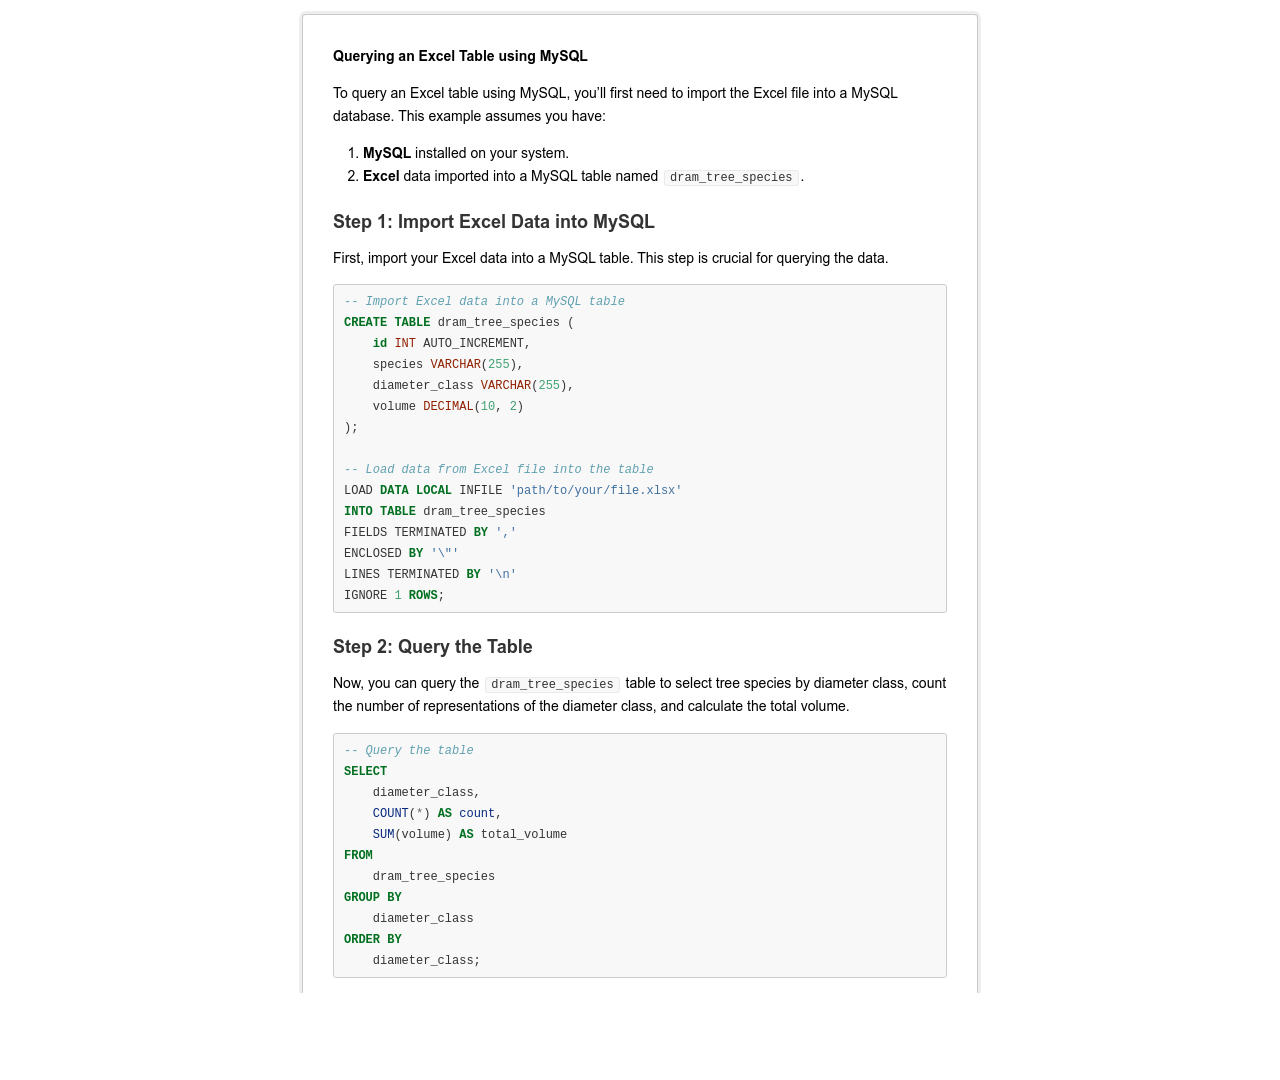 Querying an Excel Table using MySQL
To query an Excel table using MySQL, you’ll first need to import the Excel file into a MySQL
database. This example assumes you have:
1. MySQL installed on your system.
2. Excel data imported into a MySQL table named dram_tree_species.
Step 1: Import Excel Data into MySQL
First, import your Excel data into a MySQL table. This step is crucial for querying the data.
-- Import Excel data into a MySQL table
CREATE TABLE dram_tree_species (
    id INT AUTO_INCREMENT,
    species VARCHAR(255),
    diameter_class VARCHAR(255),
    volume DECIMAL(10, 2)
);
-- Load data from Excel file into the table
LOAD DATA LOCAL INFILE 'path/to/your/file.xlsx'
INTO TABLE dram_tree_species
FIELDS TERMINATED BY ','
ENCLOSED BY '\"'
LINES TERMINATED BY '\n'
IGNORE 1 ROWS;
Step 2: Query the Table
Now, you can query the dram_tree_species table to select tree species by diameter class, count
the number of representations of the diameter class, and calculate the total volume.
-- Query the table
SELECT
    diameter_class,
    COUNT(*) AS count,
    SUM(volume) AS total_volume
FROM
    dram_tree_species
GROUP BY
    diameter_class
ORDER BY
    diameter_class;